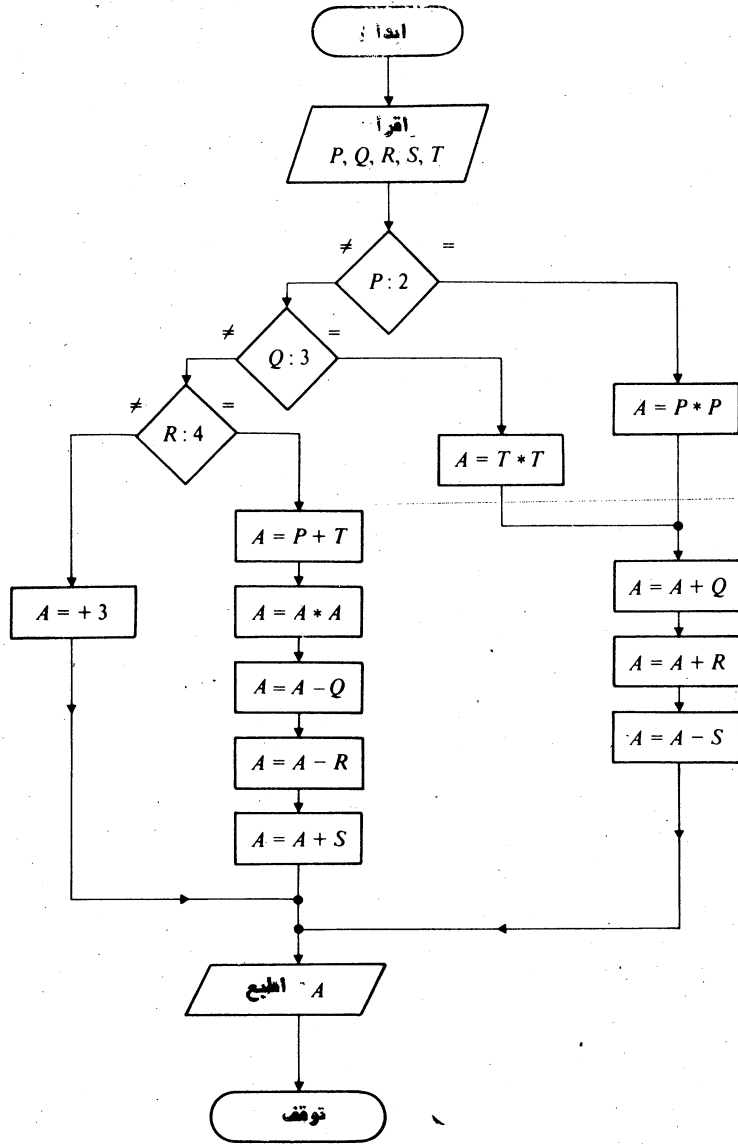 ابدأ
اقرأ
P, Q, R, S, T
≠ =
P : 2
≠ =
Q : 3
≠ =
R : 4
A = P * P
A = T * T
A = P + T
A = + 3
A = A * A
A = A − Q
A = A − R
A = A + S
A = A + Q
A = A + R
A = A − S
اطبع A
توقف